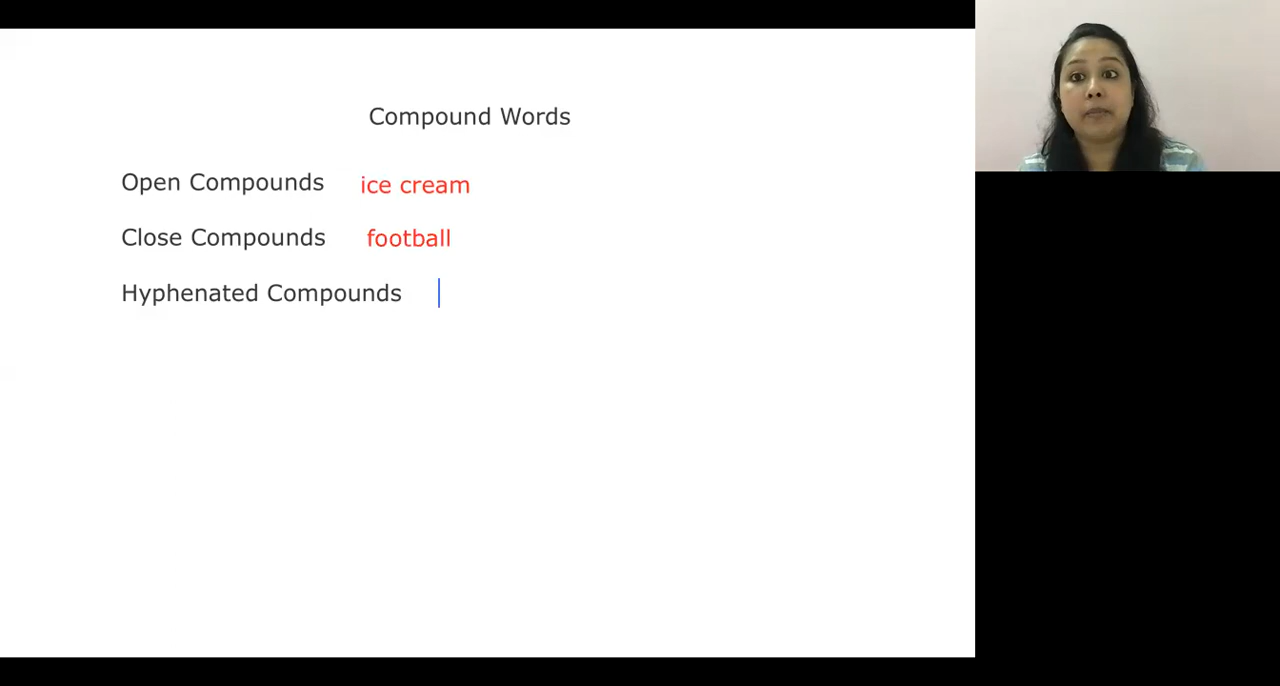 Compound Words
Open Compounds ice cream
Close Compounds football
Hyphenated Compounds